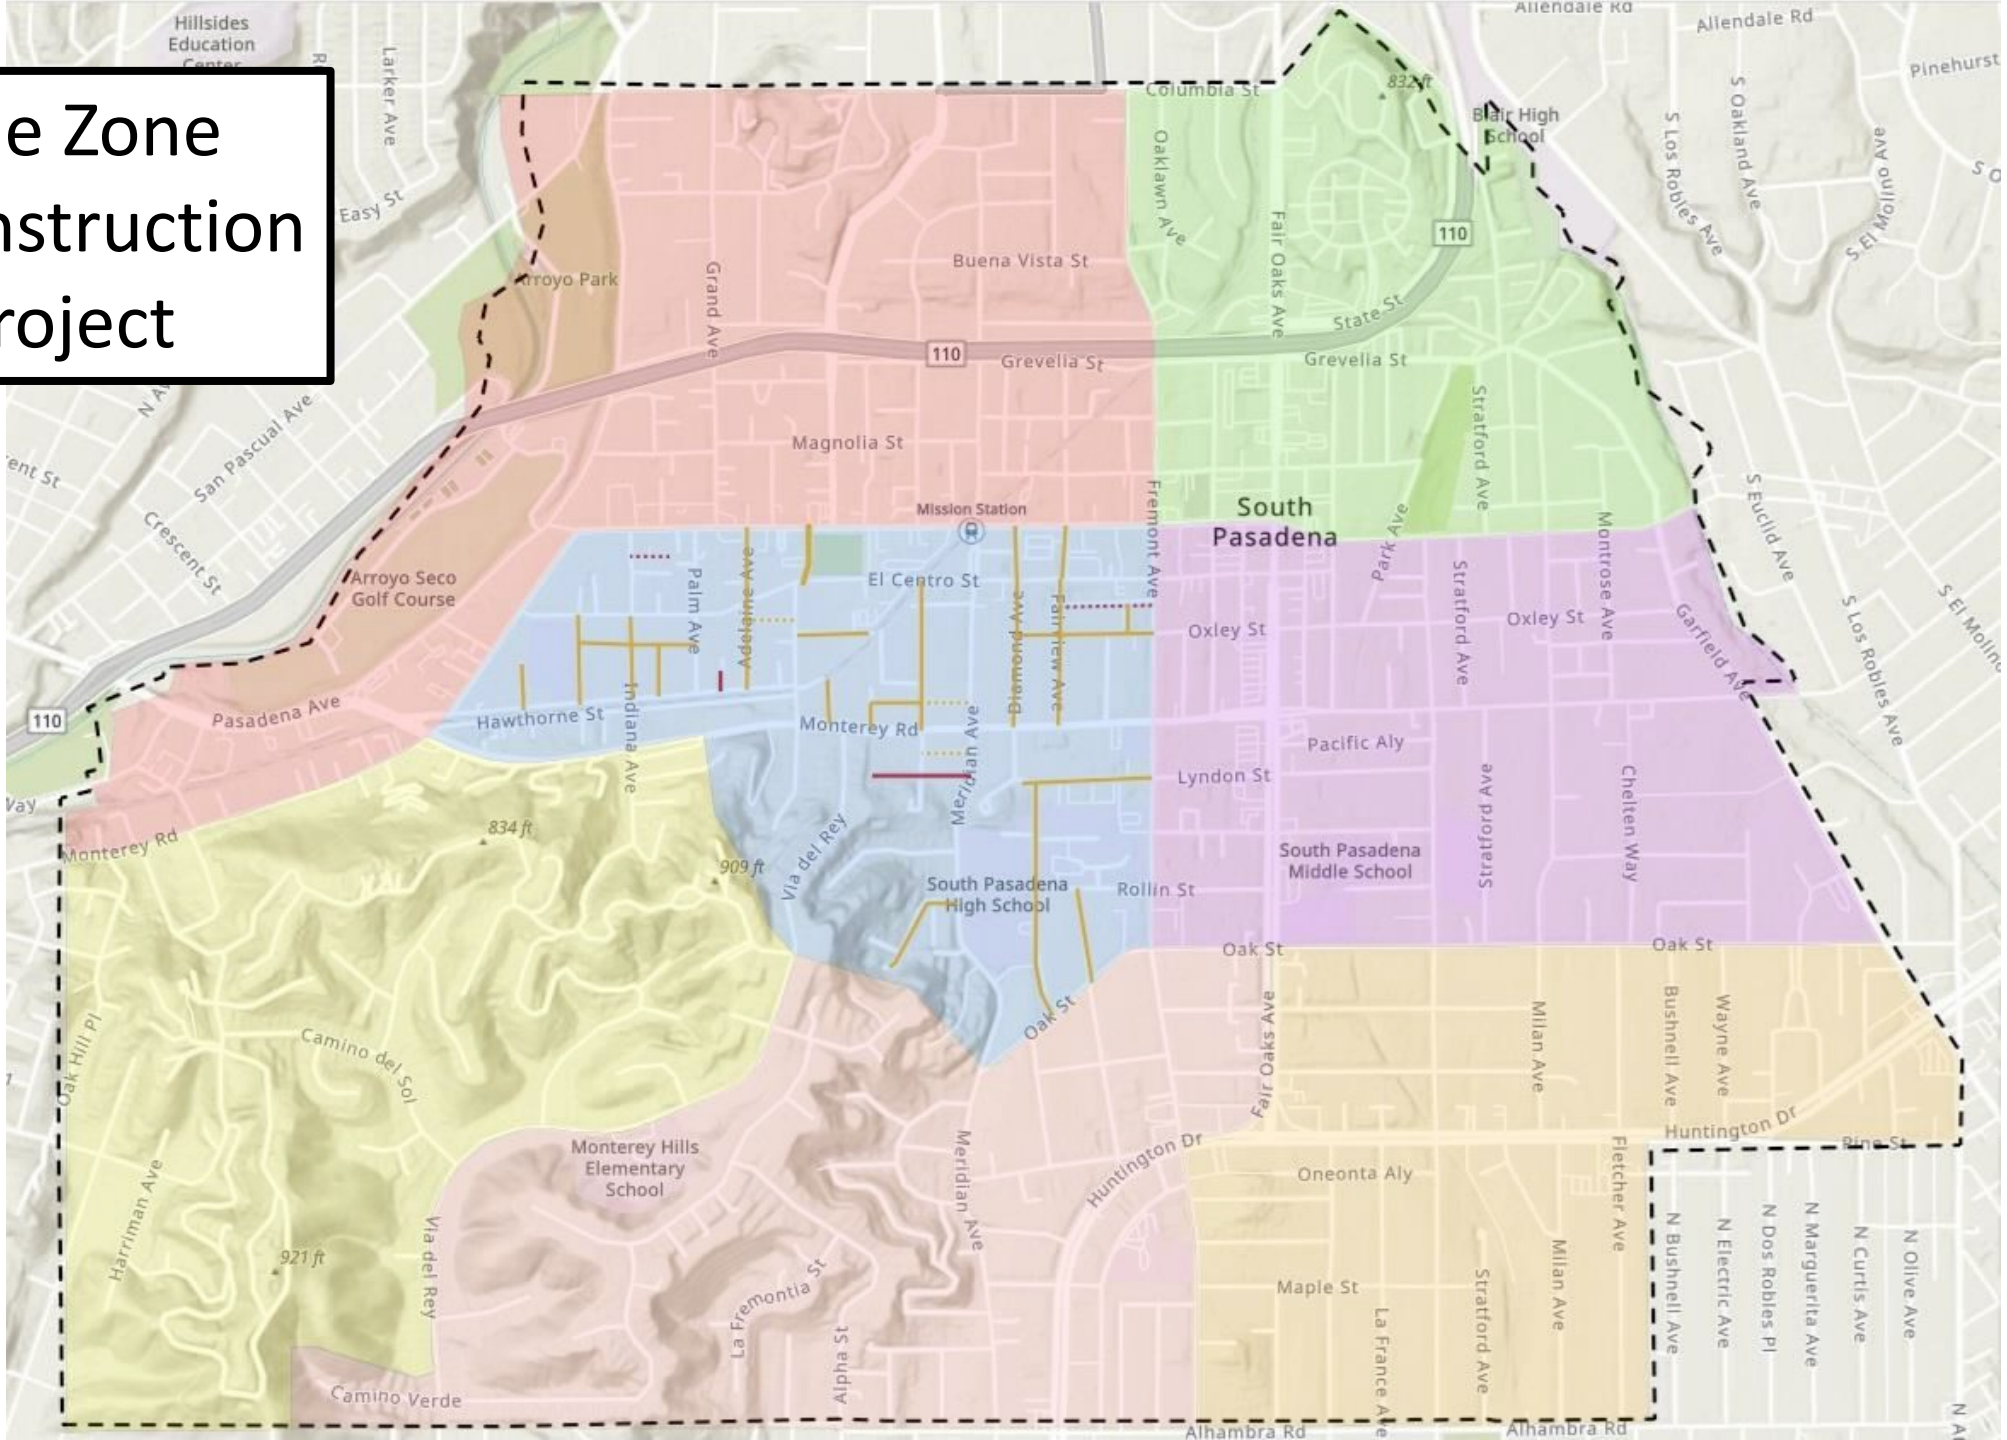 Hillsides
Education
Center
e Zone
nstruction
roject
Larker Ave
Easy St
San Pascual Ave
Crescent St
Allendale Rd
Allendale Rd
Pinehurst
Columbia St
832 ft
Blair High
School
S Oakland Ave
S Los Robles Ave
S El Molino Ave
Oaklawn Ave
Fair Oaks Ave
110
State St
Arroyo Park
Grand Ave
Buena Vista St
110
Grevelia St
Grevelia St
Magnolia St
Stratford Ave
Mission Station
Fremont Ave
South
Pasadena
Park Ave
Montrose Ave
S Euclid Ave
S El Molino
S Los Robles Ave
Arroyo Seco
Golf Course
Palm Ave
Adelaine Ave
El Centro St
Diamond Ave
Fairview Ave
Oxley St
Stratford Ave
Oxley St
Garfield Ave
110
Pasadena Ave
Hawthorne St
Indiana Ave
Monterey Rd
Meridian Ave
Pacific Aly
Lyndon St
Stratford Ave
Chelten Way
Way
Monterey Rd
834 ft
909 ft
Via del Rey
South Pasadena
High School
Rollin St
South Pasadena
Middle School
Oak St
Oak St
Oak St
Oak Hill Pl
Camino del Sol
Fair Oaks Ave
Milan Ave
Bushnell Ave
Wayne Ave
Huntington Dr
Pine St
Monterey Hills
Elementary
School
Meridian Ave
Huntington Dr
Oneonta Aly
Fletcher Ave
Harriman Ave
921 ft
Via del Rey
La Fremontia St
Alpha St
Maple St
La France Ave
Stratford Ave
Milan Ave
N Bushnell Ave
N Electric Ave
N Dos Robles Pl
N Marguerita Ave
N Curtis Ave
N Olive Ave
Camino Verde
Alhambra Rd
Alhambra Rd